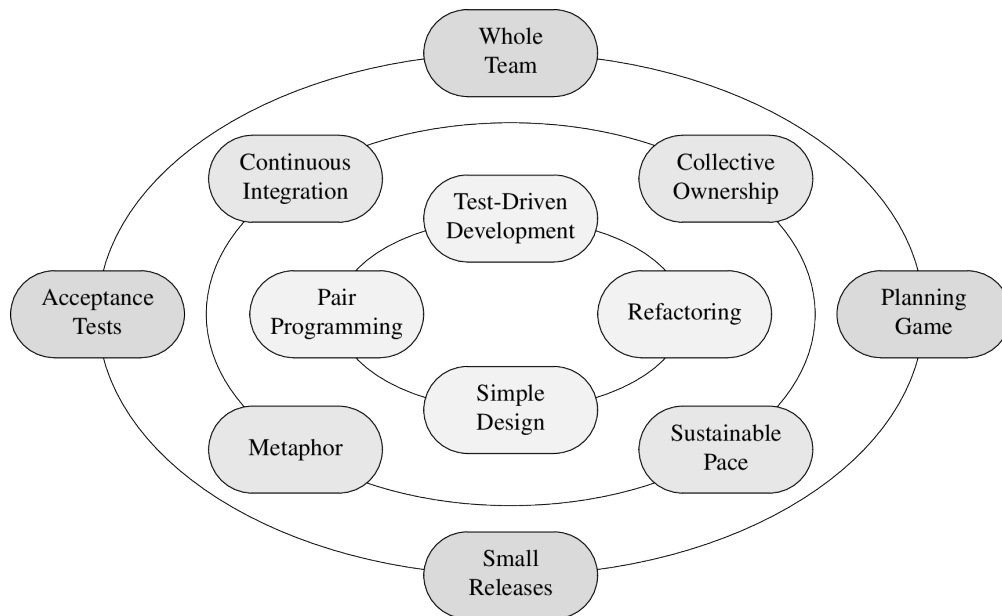 Whole
Team
Continuous
Integration
Collective
Ownership
Test-Driven
Development
Acceptance
Tests
Pair
Programming
Refactoring
Planning
Game
Simple
Design
Metaphor
Sustainable
Pace
Small
Releases